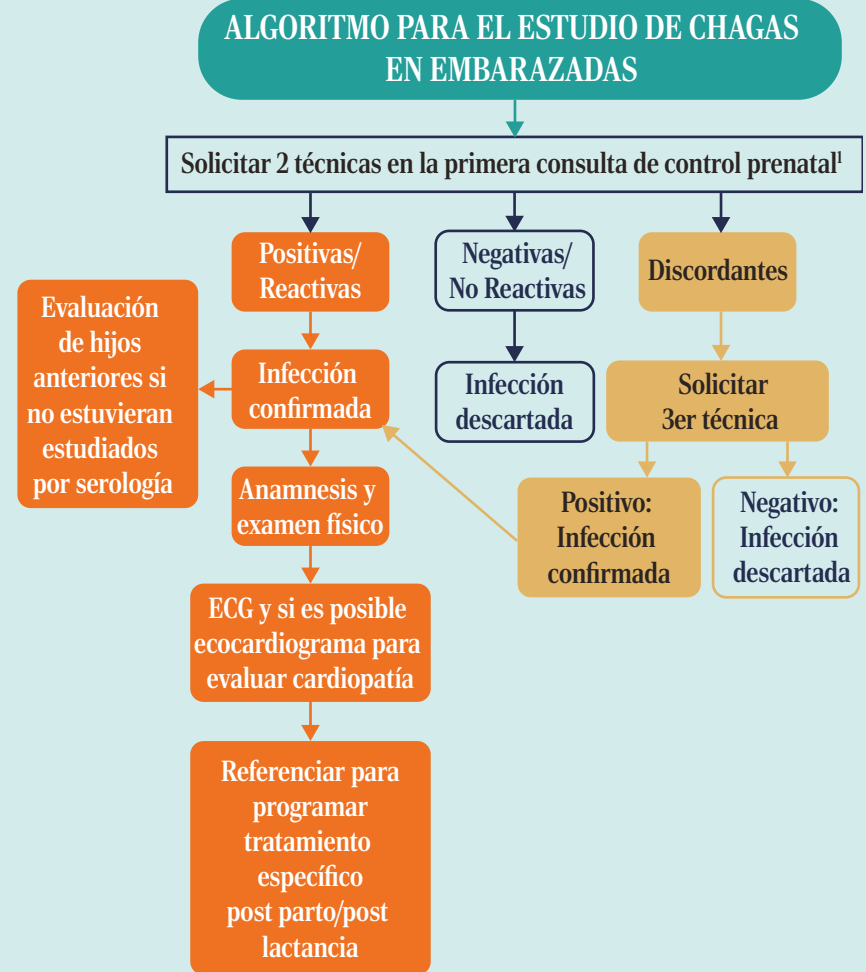 ALGORITMO PARA EL ESTUDIO DE CHAGAS
EN EMBARAZADAS
Solicitar 2 técnicas en la primera consulta de control prenatal¹
Positivas/
Reactivas
Negativas/
No Reactivas
Discordantes
Evaluación
de hijos
anteriores si
no estuvieran
estudiados
por serología
Infección
confirmada
Infección
descartada
Solicitar
3er técnica
Anamnesis y
examen físico
Positivo:
Infección
confirmada
Negativo:
Infección
descartada
ECG y si es posible
ecocardiograma para
evaluar cardiopatía
Referenciar para
programar
tratamiento
específico
post parto/post
lactancia